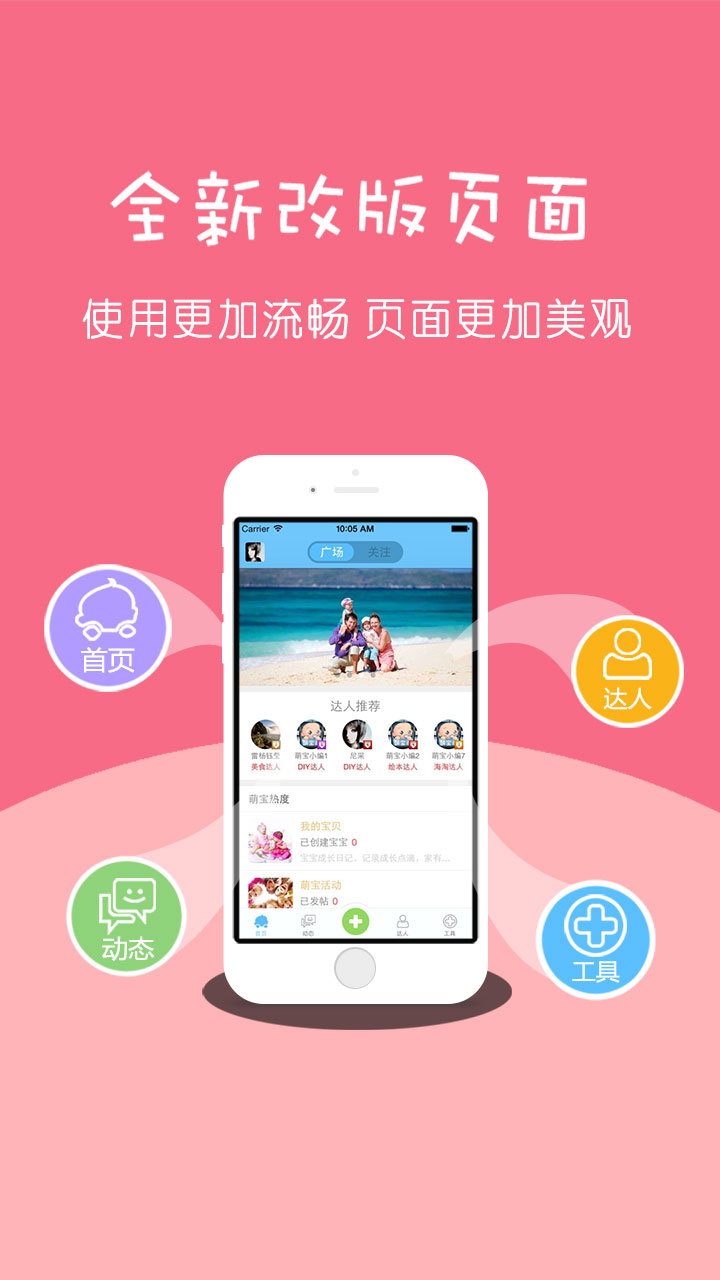 全新改版页面
使用更加流畅 页面更加美观
Carrier 10:05 AM
广场 关注
首页
达人
达人推荐
萌宝小编1 尼采 萌宝小编2 萌宝小编7
美食达人 DIY达人 DIY达人 绘本达人 海淘达人
萌宝热度
我的宝贝
已创建宝宝 0
宝宝成长日记，记录成长点滴，家有...
萌宝活动
已发帖 0
首页 动态 达人 工具
动态
工具